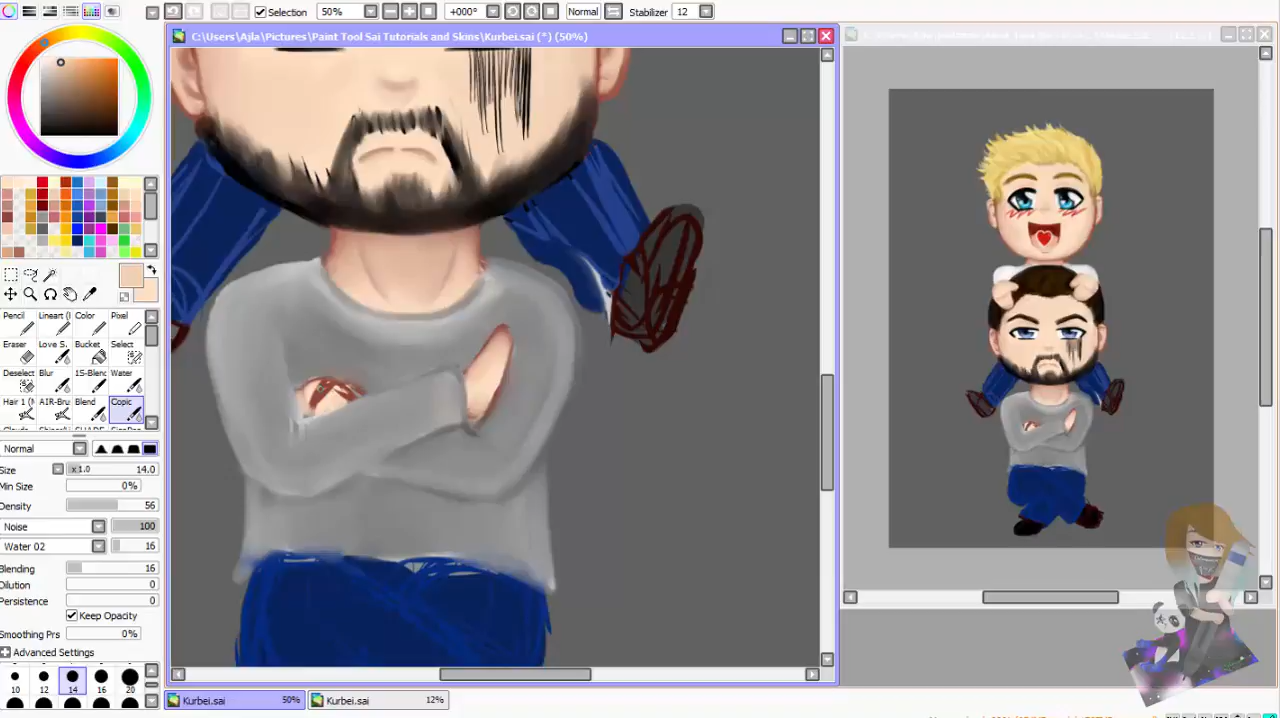 Selection 50% +000° Normal Stabilizer 12
C:\Users\Ajla\Pictures\Paint Tool Sai Tutorials and Skins\Kurbei.sai (*) (50%)
Pencil Lineart ( Color Pixel
Eraser Love S. Bucket Select
Deselect Blur 15-Blen Water
Hair 1 ( AIR-Bru Blend Copic
Normal
Size x1.0 14.0
Min Size 0%
Density 56
Noise 100
Water 02 16
Blending 16
Dilution 0
Persistence 0
Keep Opacity
Smoothing Prs 0%
Advanced Settings
10 12 14 16 20
Kurbei.sai 50% Kurbei.sai 12%